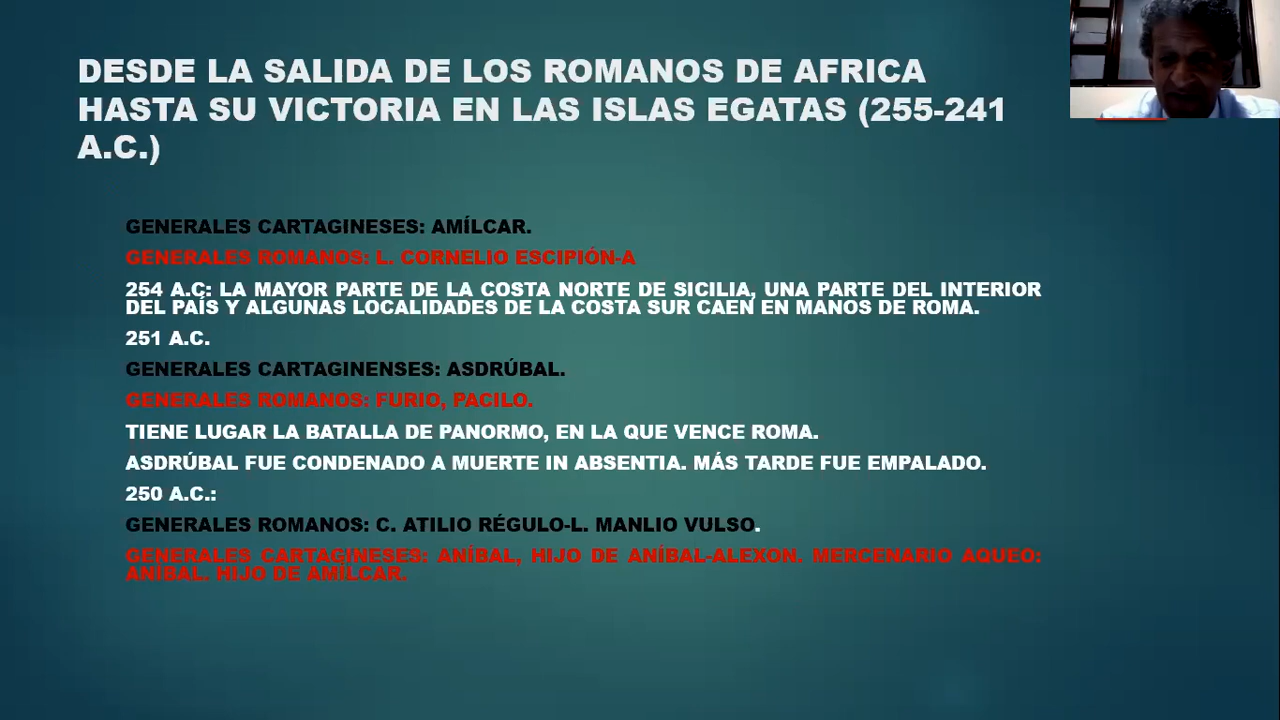 DESDE LA SALIDA DE LOS ROMANOS DE AFRICA
HASTA SU VICTORIA EN LAS ISLAS EGATAS (255-241
A.C.)
GENERALES CARTAGINESES: AMÍLCAR.
GENERALES ROMANOS: L. CORNELIO ESCIPIÓN-A
254 A.C: LA MAYOR PARTE DE LA COSTA NORTE DE SICILIA, UNA PARTE DEL INTERIOR
DEL PAÍS Y ALGUNAS LOCALIDADES DE LA COSTA SUR CAEN EN MANOS DE ROMA.
251 A.C.
GENERALES CARTAGINENSES: ASDRÚBAL.
GENERALES ROMANOS: FURIO, PACILO.
TIENE LUGAR LA BATALLA DE PANORMO, EN LA QUE VENCE ROMA.
ASDRÚBAL FUE CONDENADO A MUERTE IN ABSENTIA. MÁS TARDE FUE EMPALADO.
250 A.C.:
GENERALES ROMANOS: C. ATILIO RÉGULO-L. MANLIO VULSO.
GENERALES CARTAGINESES: ANÍBAL, HIJO DE ANÍBAL-ALEXON. MERCENARIO AQUEO:
ANÍBAL. HIJO DE AMÍLCAR.